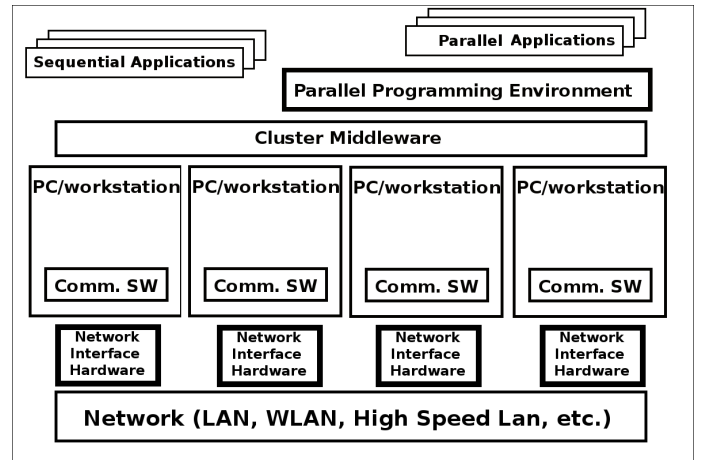 Parallel Applications
Sequential Applications
Parallel Programming Environment
Cluster Middleware
PC/workstation PC/workstation PC/workstation PC/workstation
Comm. SW Comm. SW Comm. SW Comm. SW
Network
Interface
Hardware
Network
Interface
Hardware
Network
Interface
Hardware
Network
Interface
Hardware
Network (LAN, WLAN, High Speed Lan, etc.)